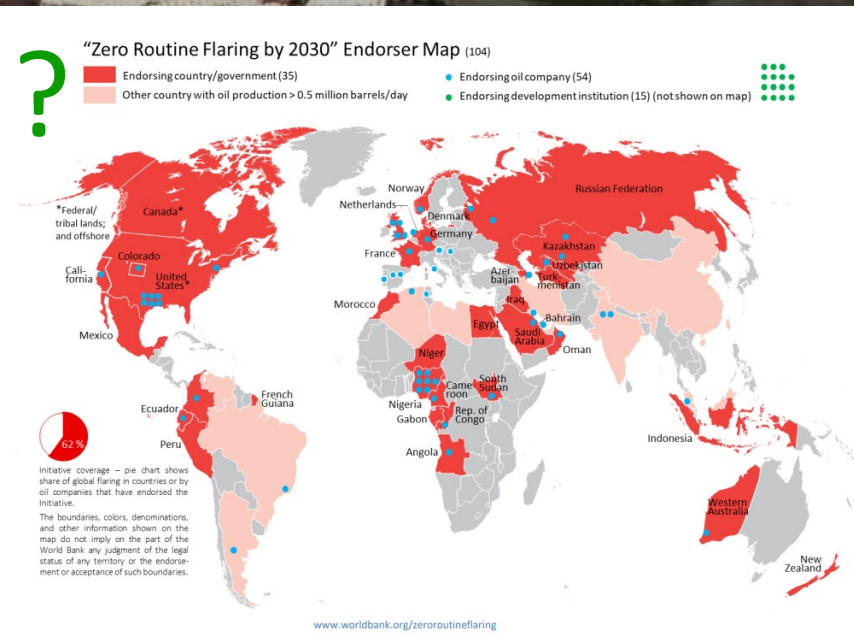 ?
“Zero Routine Flaring by 2030” Endorser Map (104)
Endorsing country/government (35)
Other country with oil production > 0.5 million barrels/day
Endorsing oil company (54)
Endorsing development institution (15) (not shown on map)
*Federal/
tribal lands;
and offshore
Canada*
Colorado
Cali-
fornia
United
States*
Mexico
Norway
Netherlands
Denmark
Germany
France
Russian Federation
Kazakhstan
Uzbekistan
Azer-
baijan
Turk-
menistan
Morocco
Iraq
Egypt
Saudi
Arabia
Bahrain
Oman
Niger
Nigeria
Came
roon
South
Sudan
Gabon
Rep. of
Congo
Angola
French
Guiana
Ecuador
Peru
Indonesia
Western
Australia
New
Zealand
62 %
Initiative coverage – pie chart shows
share of global flaring in countries or by
oil companies that have endorsed the
Initiative.
The boundaries, colors, denominations,
and other information shown on the
map do not imply on the part of the
World Bank any judgment of the legal
status of any territory or the endorse-
ment or acceptance of such boundaries.
www.worldbank.org/zeroroutineflaring